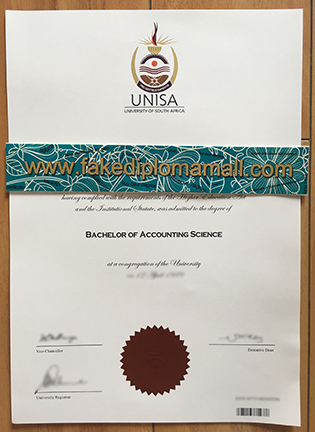 UNISA
UNIVERSITY OF SOUTH AFRICA
www.fakediplomamall.com
having complied with the requirements of the Higher Education Act
and the Institutional Statute, was admitted to the degree of
BACHELOR OF ACCOUNTING SCIENCE
at a congregation of the University
Vice-Chancellor
Executive Dean
University Registrar